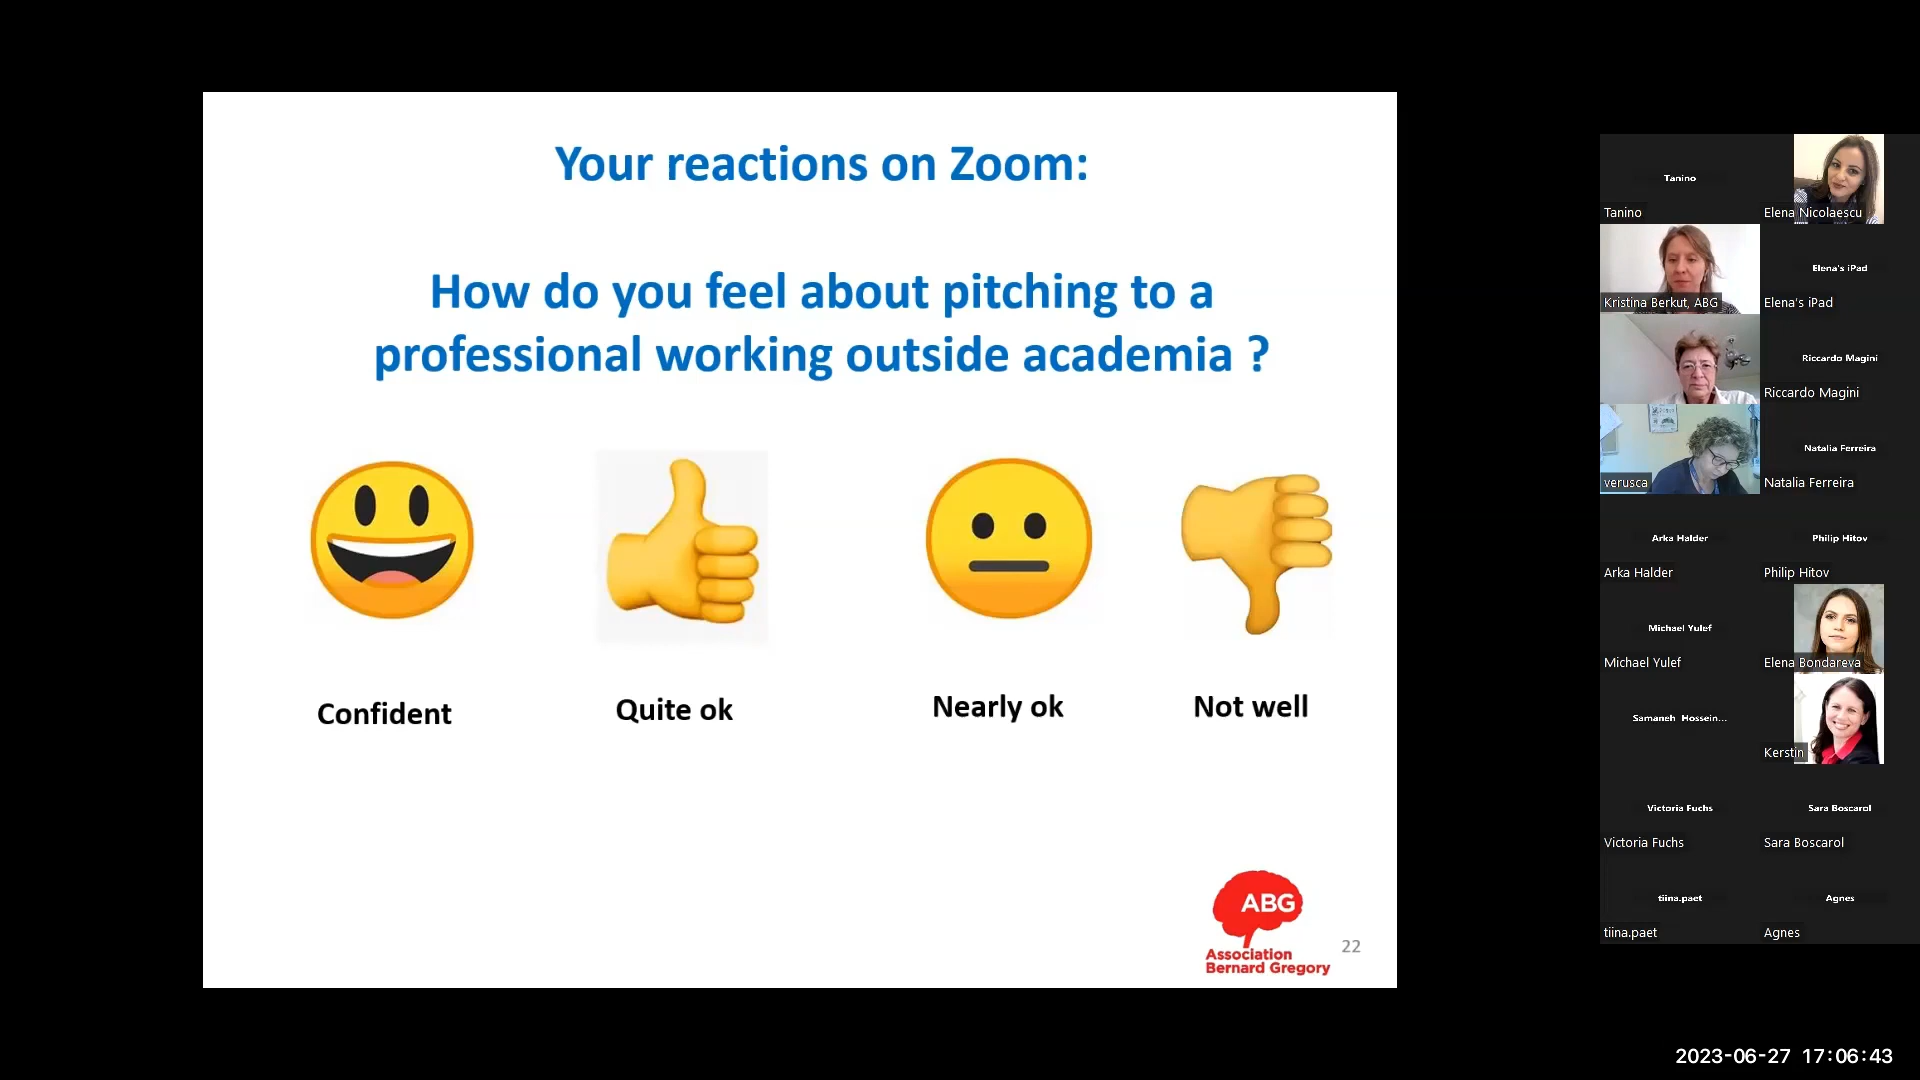 Your reactions on Zoom:
How do you feel about pitching to a
professional working outside academia ?
Confident
Quite ok
Nearly ok
Not well
ABG
Association
Bernard Gregory
22
Tanino
Tanino
Elena Nicolaescu
Kristina Berkut, ABG
Elena's iPad
Elena's iPad
Riccardo Magini
Riccardo Magini
verusca
Natalia Ferreira
Natalia Ferreira
Arka Halder
Arka Halder
Philip Hitov
Philip Hitov
Michael Yulef
Michael Yulef
Elena Bondareva
Samaneh Hossein...
Kerstin
Victoria Fuchs
Victoria Fuchs
Sara Boscarol
Sara Boscarol
tiina.paet
tiina.paet
Agnes
Agnes
2023-06-27 17:06:43